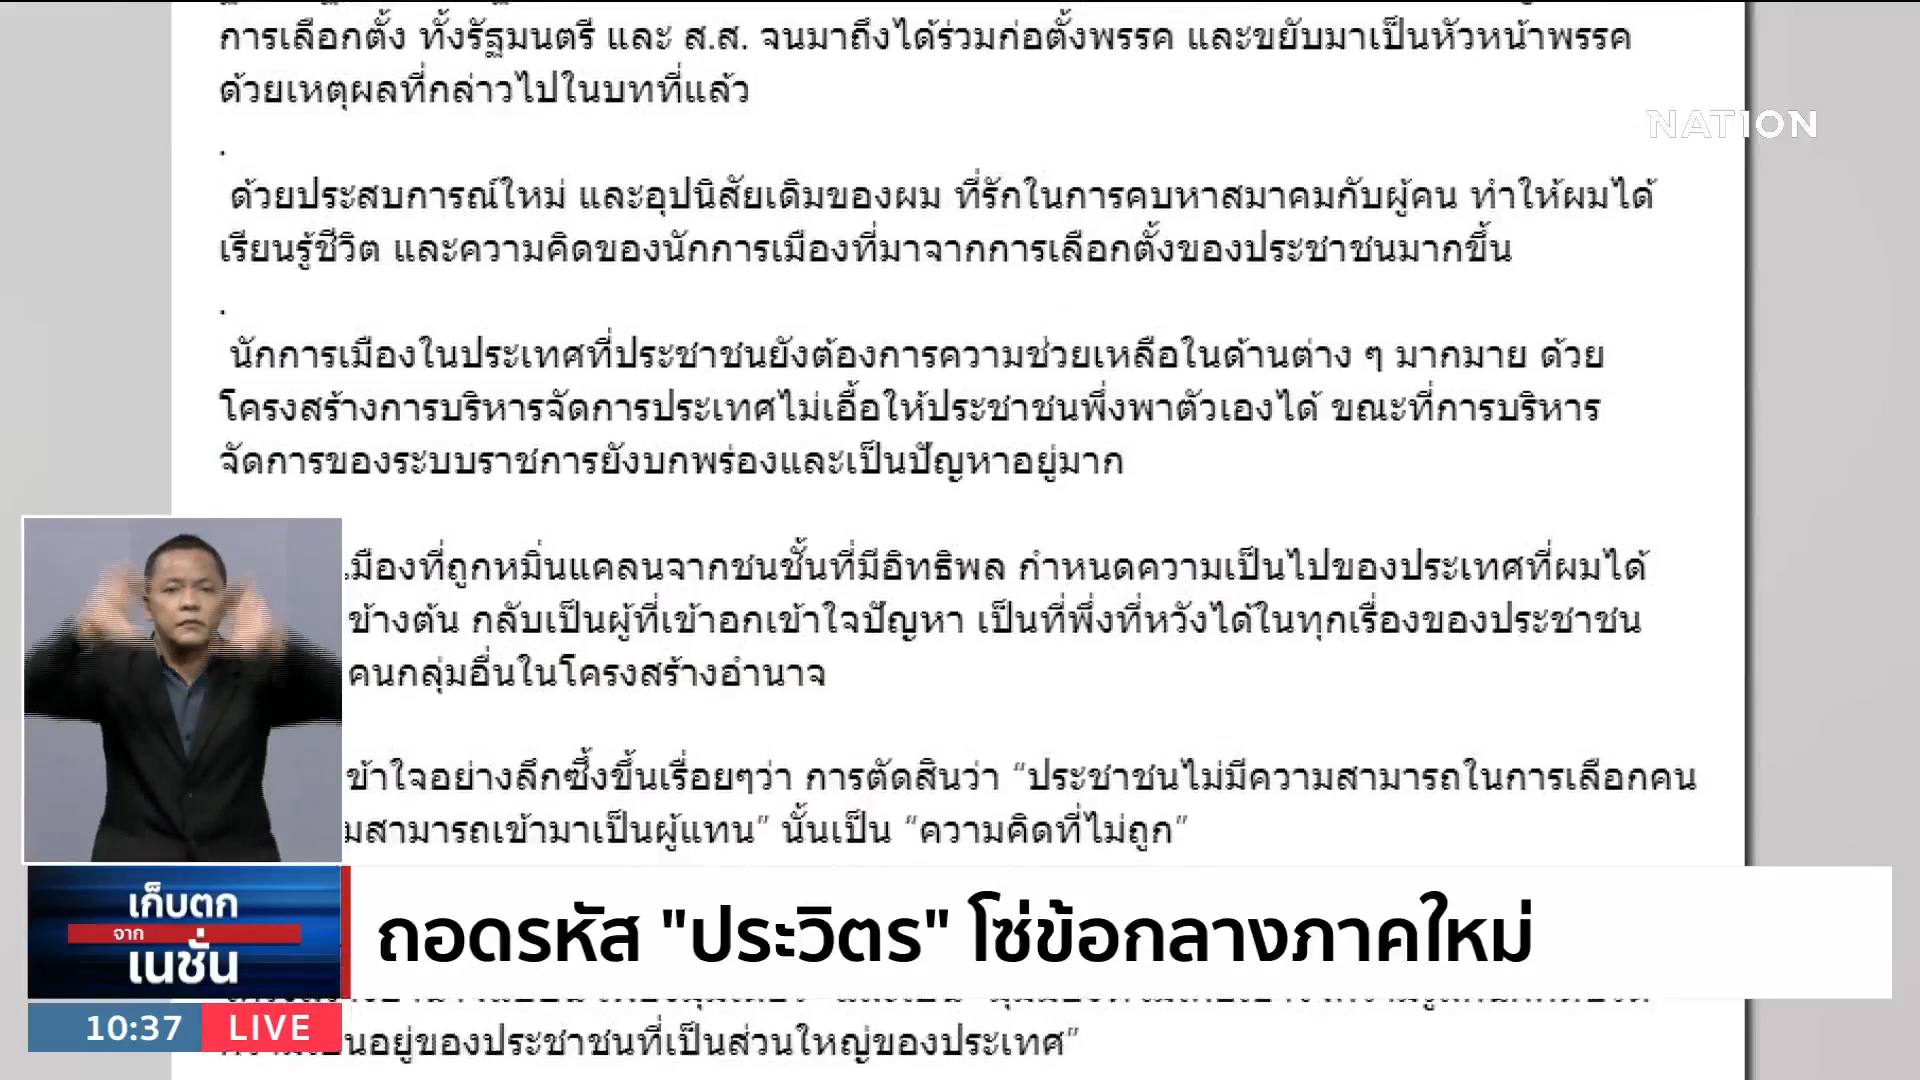 การเลือกตั้ง ทั้งรัฐมนตรี และ ส.ส. จนมาถึงได้ร่วมก่อตั้งพรรค และขยับมาเป็นหัวหน้าพรรค
ด้วยเหตุผลที่กล่าวไปในบทที่แล้ว
NATION
.
ด้วยประสบการณ์ใหม่ และอุปนิสัยเดิมของผม ที่รักในการคบหาสมาคมกับผู้คน ทำให้ผมได้
เรียนรู้ชีวิต และความคิดของนักการเมืองที่มาจากการเลือกตั้งของประชาชนมากขึ้น
.
นักการเมืองในประเทศที่ประชาชนยังต้องการความช่วยเหลือในด้านต่าง ๆ มากมาย ด้วย
โครงสร้างการบริหารจัดการประเทศไม่เอื้อให้ประชาชนพึ่งพาตัวเองได้ ขณะที่การบริหาร
จัดการของระบบราชการยังบกพร่องและเป็นปัญหาอยู่มาก
เมืองที่ถูกหมิ่นแคลนจากชนชั้นที่มีอิทธิพล กำหนดความเป็นไปของประเทศที่ผมได้
ข้างต้น กลับเป็นผู้ที่เข้าอกเข้าใจปัญหา เป็นที่พึ่งที่หวังได้ในทุกเรื่องของประชาชน
คนกลุ่มอื่นในโครงสร้างอำนาจ
ข้าใจอย่างลึกซึ้งขึ้นเรื่อยๆว่า การตัดสินว่า “ประชาชนไม่มีความสามารถในการเลือกคน
มสามารถเข้ามาเป็นผู้แทน” นั้นเป็น “ความคิดที่ไม่ถูก”
เก็บตก
จาก
เนชั่น
ถอดรหัส "ประวิตร" โซ่ข้อกลางภาคใหม่
10:37 LIVE
นอยู่ของประชาชนที่เป็นส่วนใหญ่ของประเทศ”